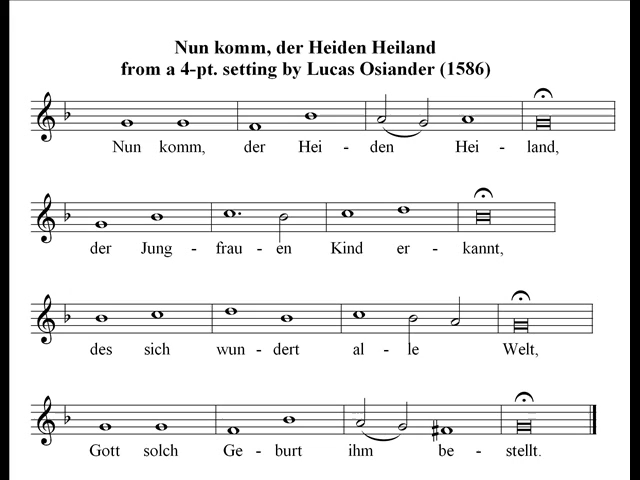 Nun komm, der Heiden Heiland
from a 4-pt. setting by Lucas Osiander (1586)
Nun komm, der Hei - den Hei - land,
der Jung - frau - en Kind er - kannt,
des sich wun - dert al - le Welt,
Gott solch Ge - burt ihm be - stellt.